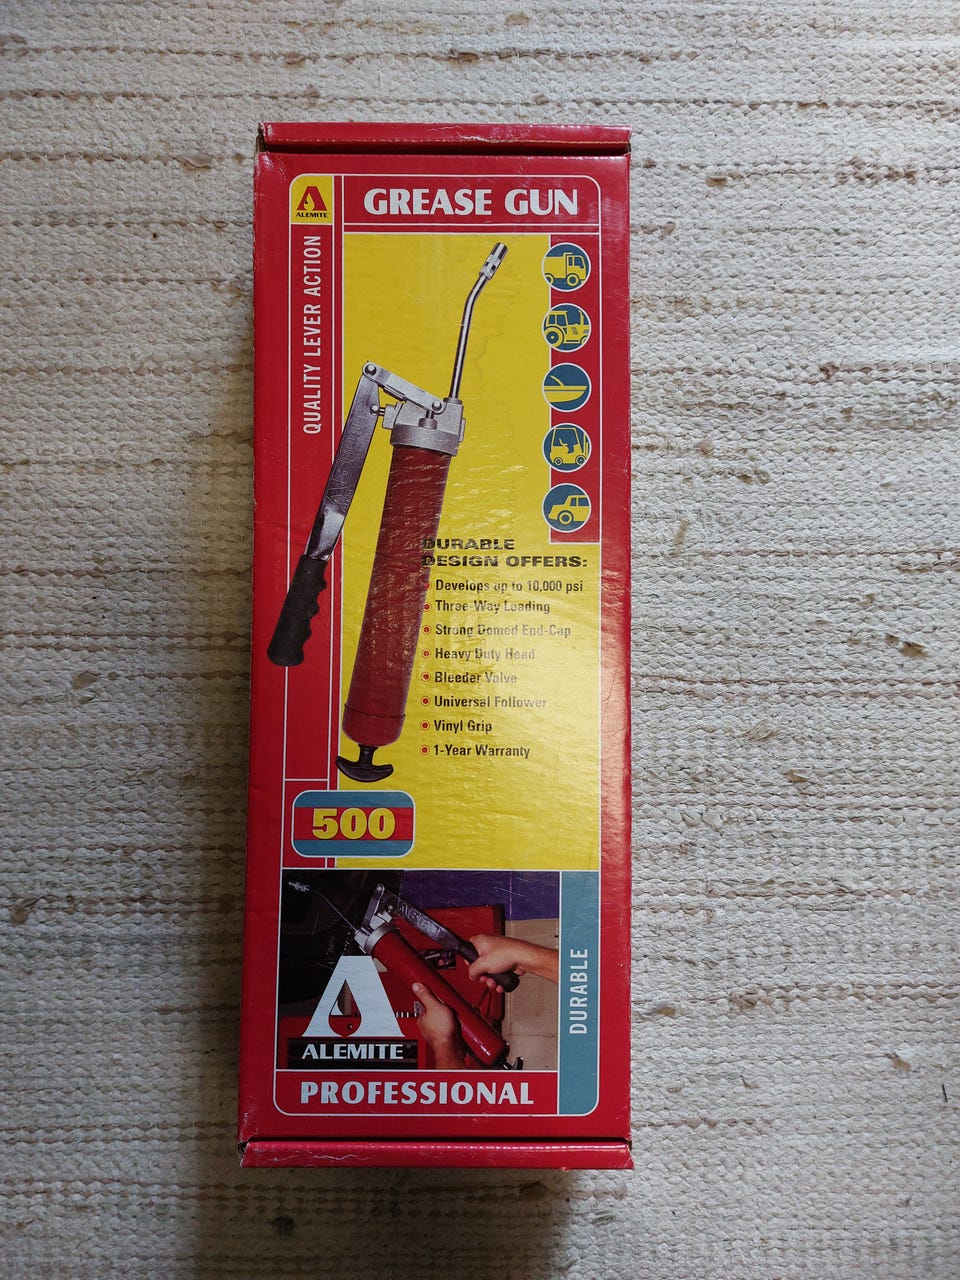 ALEMITE
GREASE GUN
QUALITY LEVER ACTION
DURABLE
DESIGN OFFERS:
Develops up to 10,000 psi
Three-Way Loading
Strong Domed End-Cap
Heavy Duty Head
Bleeder Valve
Universal Follower
Vinyl Grip
1-Year Warranty
500
ALEMITE
DURABLE
PROFESSIONAL